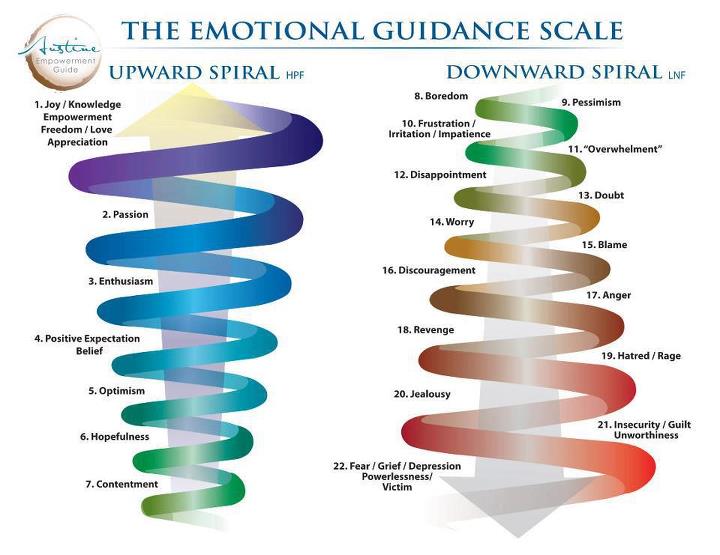 Austine
Empowerment
Guide
THE EMOTIONAL GUIDANCE SCALE
UPWARD SPIRAL HPF
1. Joy / Knowledge
Empowerment
Freedom / Love
Appreciation
2. Passion
3. Enthusiasm
4. Positive Expectation
Belief
5. Optimism
6. Hopefulness
7. Contentment
DOWNWARD SPIRAL LNF
8. Boredom
9. Pessimism
10. Frustration /
Irritation / Impatience
11. “Overwhelment”
12. Disappointment
13. Doubt
14. Worry
15. Blame
16. Discouragement
17. Anger
18. Revenge
19. Hatred / Rage
20. Jealousy
21. Insecurity / Guilt
Unworthiness
22. Fear / Grief / Depression
Powerlessness/
Victim